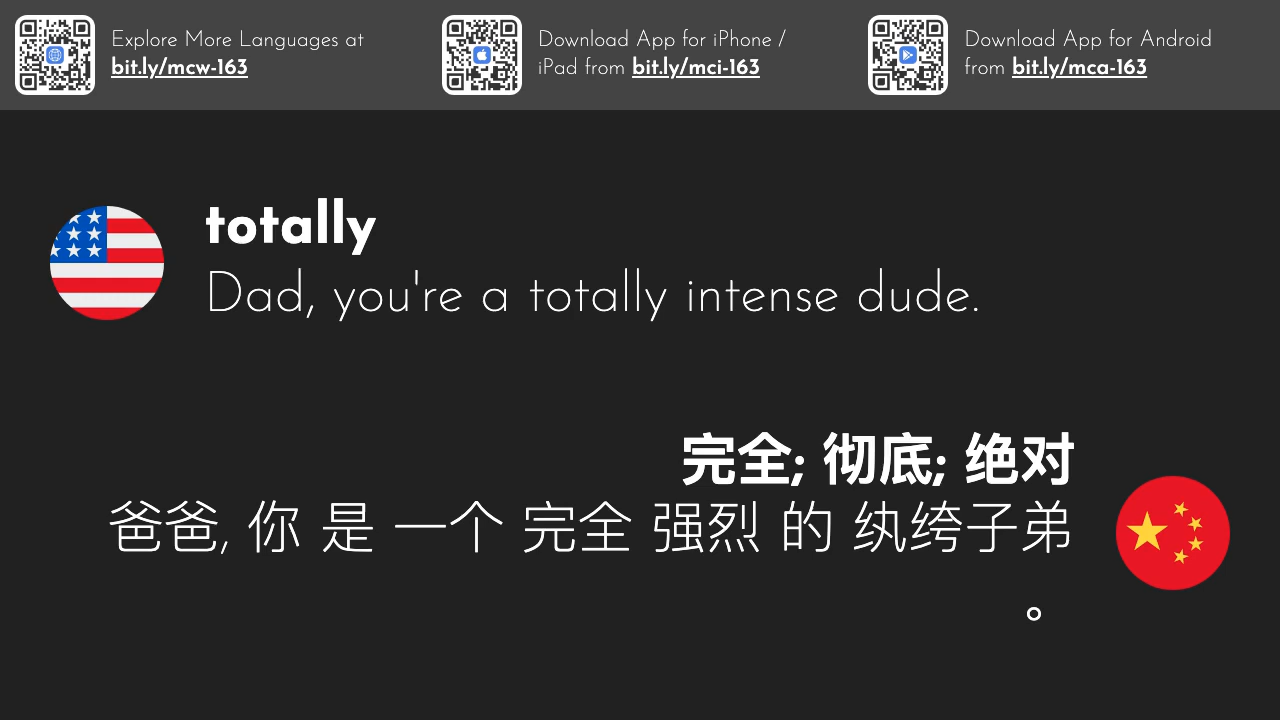 Explore More Languages at
bit.ly/mcw-163
Download App for iPhone /
iPad from bit.ly/mci-163
Download App for Android
from bit.ly/mca-163
totally
Dad, you're a totally intense dude.
完全; 彻底; 绝对
爸爸, 你 是 一个 完全 强烈 的 纨绔子弟
。